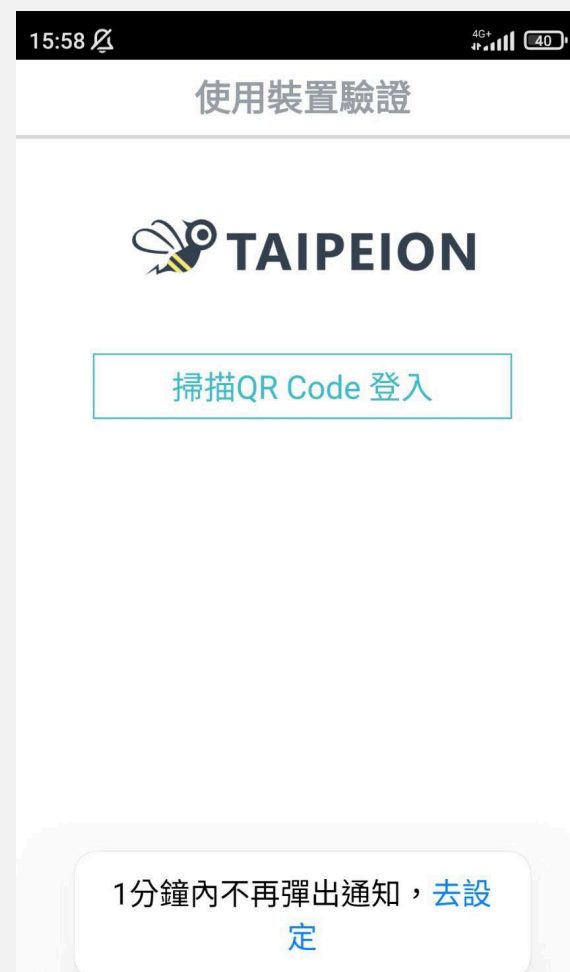 15:58
4G+
40
使用裝置驗證
TAIPEION
掃描QR Code 登入
1分鐘內不再彈出通知，去設
定